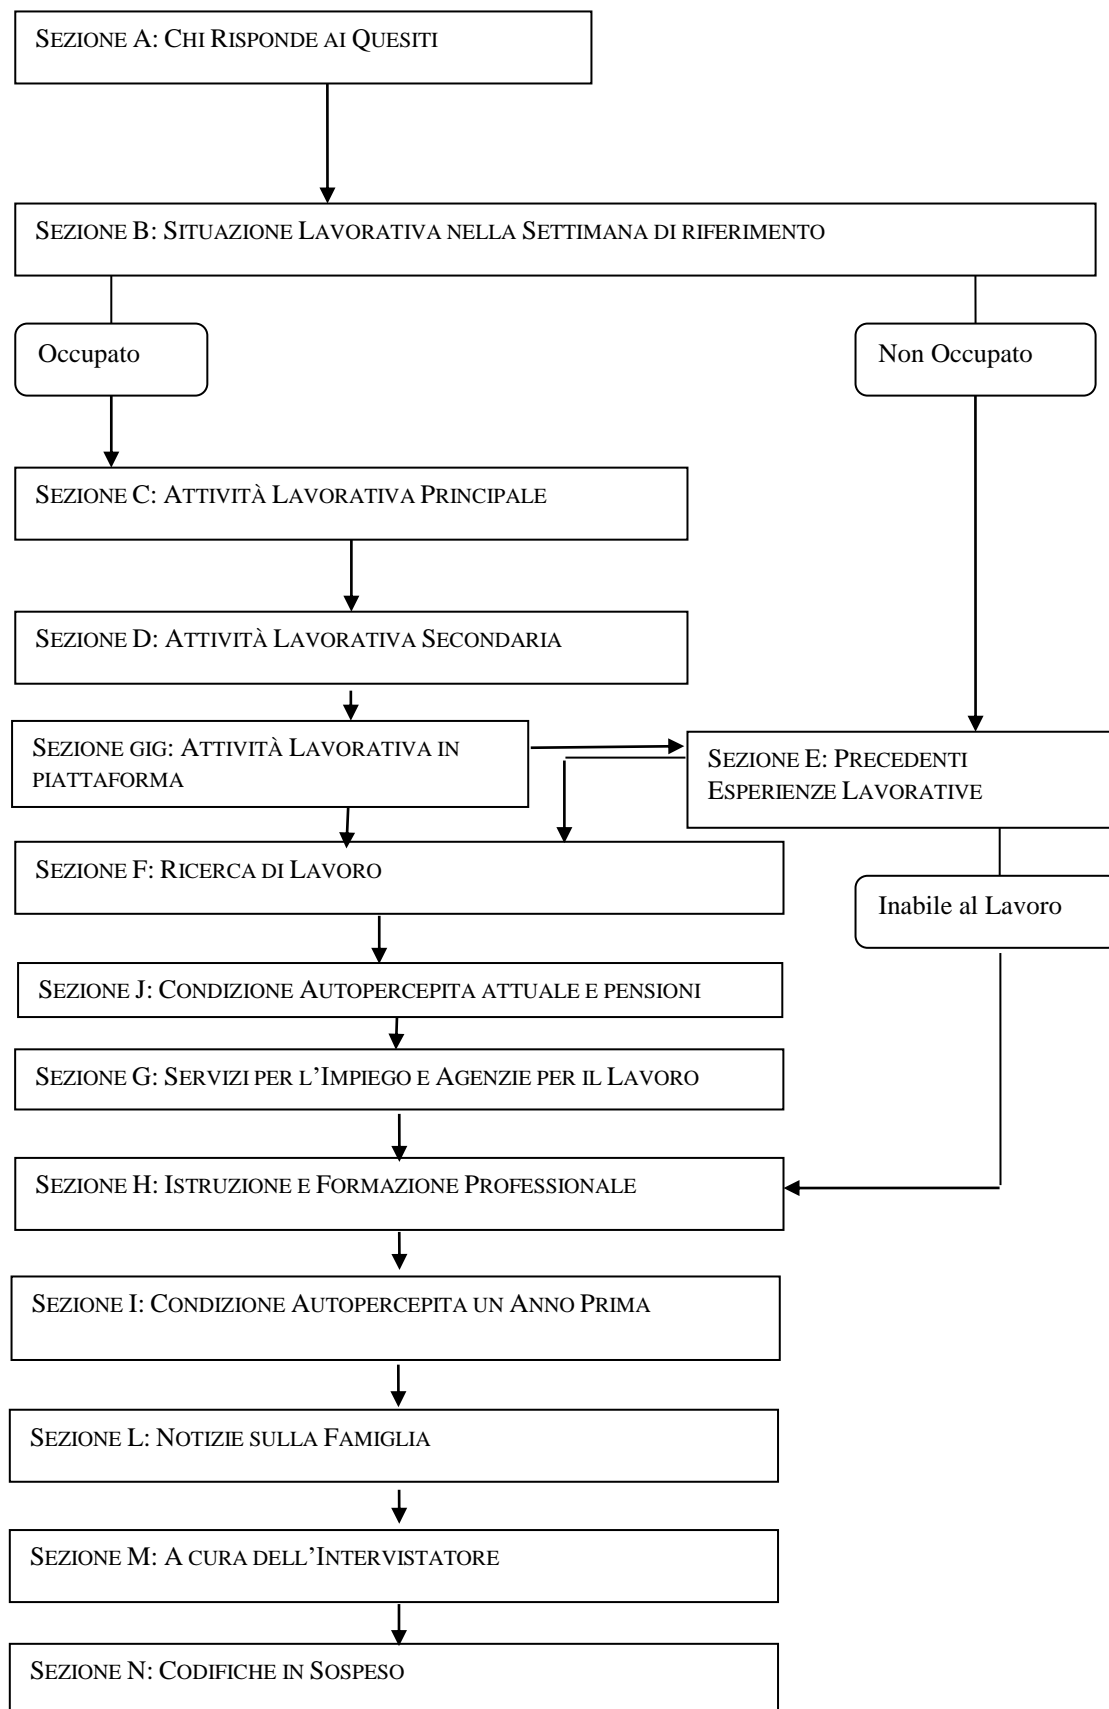 SEZIONE A: CHI RISPONDE AI QUESITI
SEZIONE B: SITUAZIONE LAVORATIVA NELLA SETTIMANA DI RIFERIMENTO
Occupato
Non Occupato
SEZIONE C: ATTIVITÀ LAVORATIVA PRINCIPALE
SEZIONE D: ATTIVITÀ LAVORATIVA SECONDARIA
SEZIONE GIG: ATTIVITÀ LAVORATIVA IN
PIATTAFORMA
SEZIONE E: PRECEDENTI
ESPERIENZE LAVORATIVE
SEZIONE F: RICERCA DI LAVORO
Inabile al Lavoro
SEZIONE J: CONDIZIONE AUTOPERCEPITA ATTUALE E PENSIONI
SEZIONE G: SERVIZI PER L'IMPIEGO E AGENZIE PER IL LAVORO
SEZIONE H: ISTRUZIONE E FORMAZIONE PROFESSIONALE
SEZIONE I: CONDIZIONE AUTOPERCEPITA UN ANNO PRIMA
SEZIONE L: NOTIZIE SULLA FAMIGLIA
SEZIONE M: A CURA DELL'INTERVISTATORE
SEZIONE N: CODIFICHE IN SOSPESO